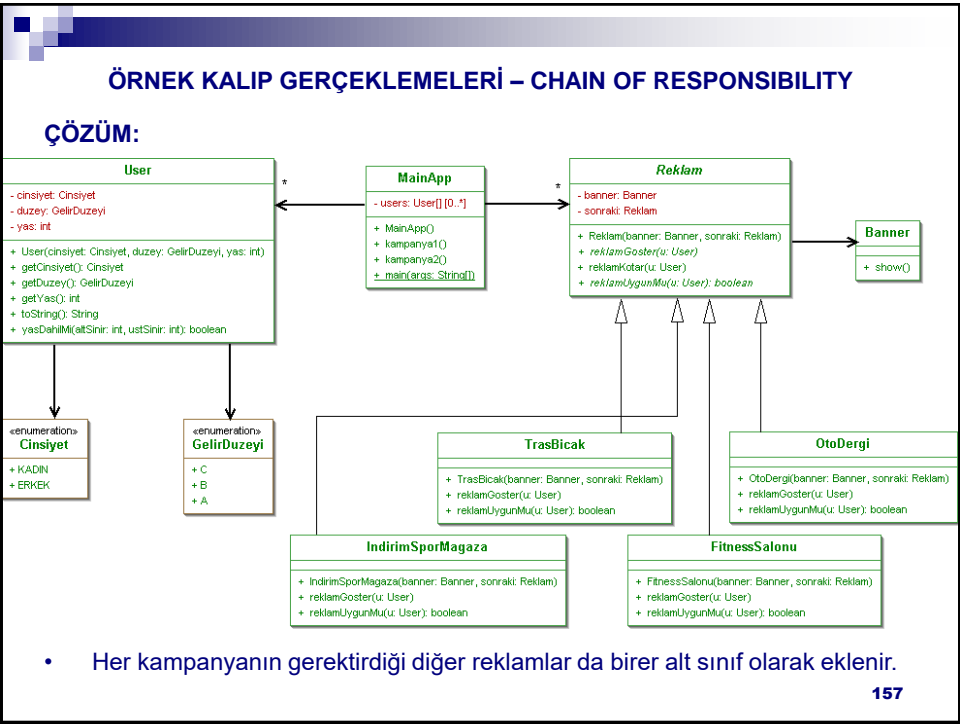 ÖRNEK KALIP GERÇEKLEMELERİ – CHAIN OF RESPONSIBILITY
ÇÖZÜM:
User
- cinsiyet: Cinsiyet
- duzey: GelirDuzeyi
- yas: int
+ User(cinsiyet: Cinsiyet, duzey: GelirDuzeyi, yas: int)
+ getCinsiyet(): Cinsiyet
+ getDuzey(): GelirDuzeyi
+ getYas(): int
+ toString(): String
+ yasDahilMi(altSinir: int, ustSinir: int): boolean
*
MainApp
- users: User[] [0..*]
+ MainApp()
+ kampanya1()
+ kampanya2()
+ main(args: String[])
*
Reklam
- banner: Banner
- sonraki: Reklam
+ Reklam(banner: Banner, sonraki: Reklam)
+ reklamGoster(u: User)
+ reklamKotar(u: User)
+ reklamUygunMu(u: User): boolean
Banner
+ show()
«enumeration»
Cinsiyet
+ KADIN
+ ERKEK
«enumeration»
GelirDuzeyi
+ C
+ B
+ A
TrasBicak
+ TrasBicak(banner: Banner, sonraki: Reklam)
+ reklamGoster(u: User)
+ reklamUygunMu(u: User): boolean
OtoDergi
+ OtoDergi(banner: Banner, sonraki: Reklam)
+ reklamGoster(u: User)
+ reklamUygunMu(u: User): boolean
IndirimSporMagaza
+ IndirimSporMagaza(banner: Banner, sonraki: Reklam)
+ reklamGoster(u: User)
+ reklamUygunMu(u: User): boolean
FitnessSalonu
+ FitnessSalonu(banner: Banner, sonraki: Reklam)
+ reklamGoster(u: User)
+ reklamUygunMu(u: User): boolean
• Her kampanyanın gerektirdiği diğer reklamlar da birer alt sınıf olarak eklenir.
157